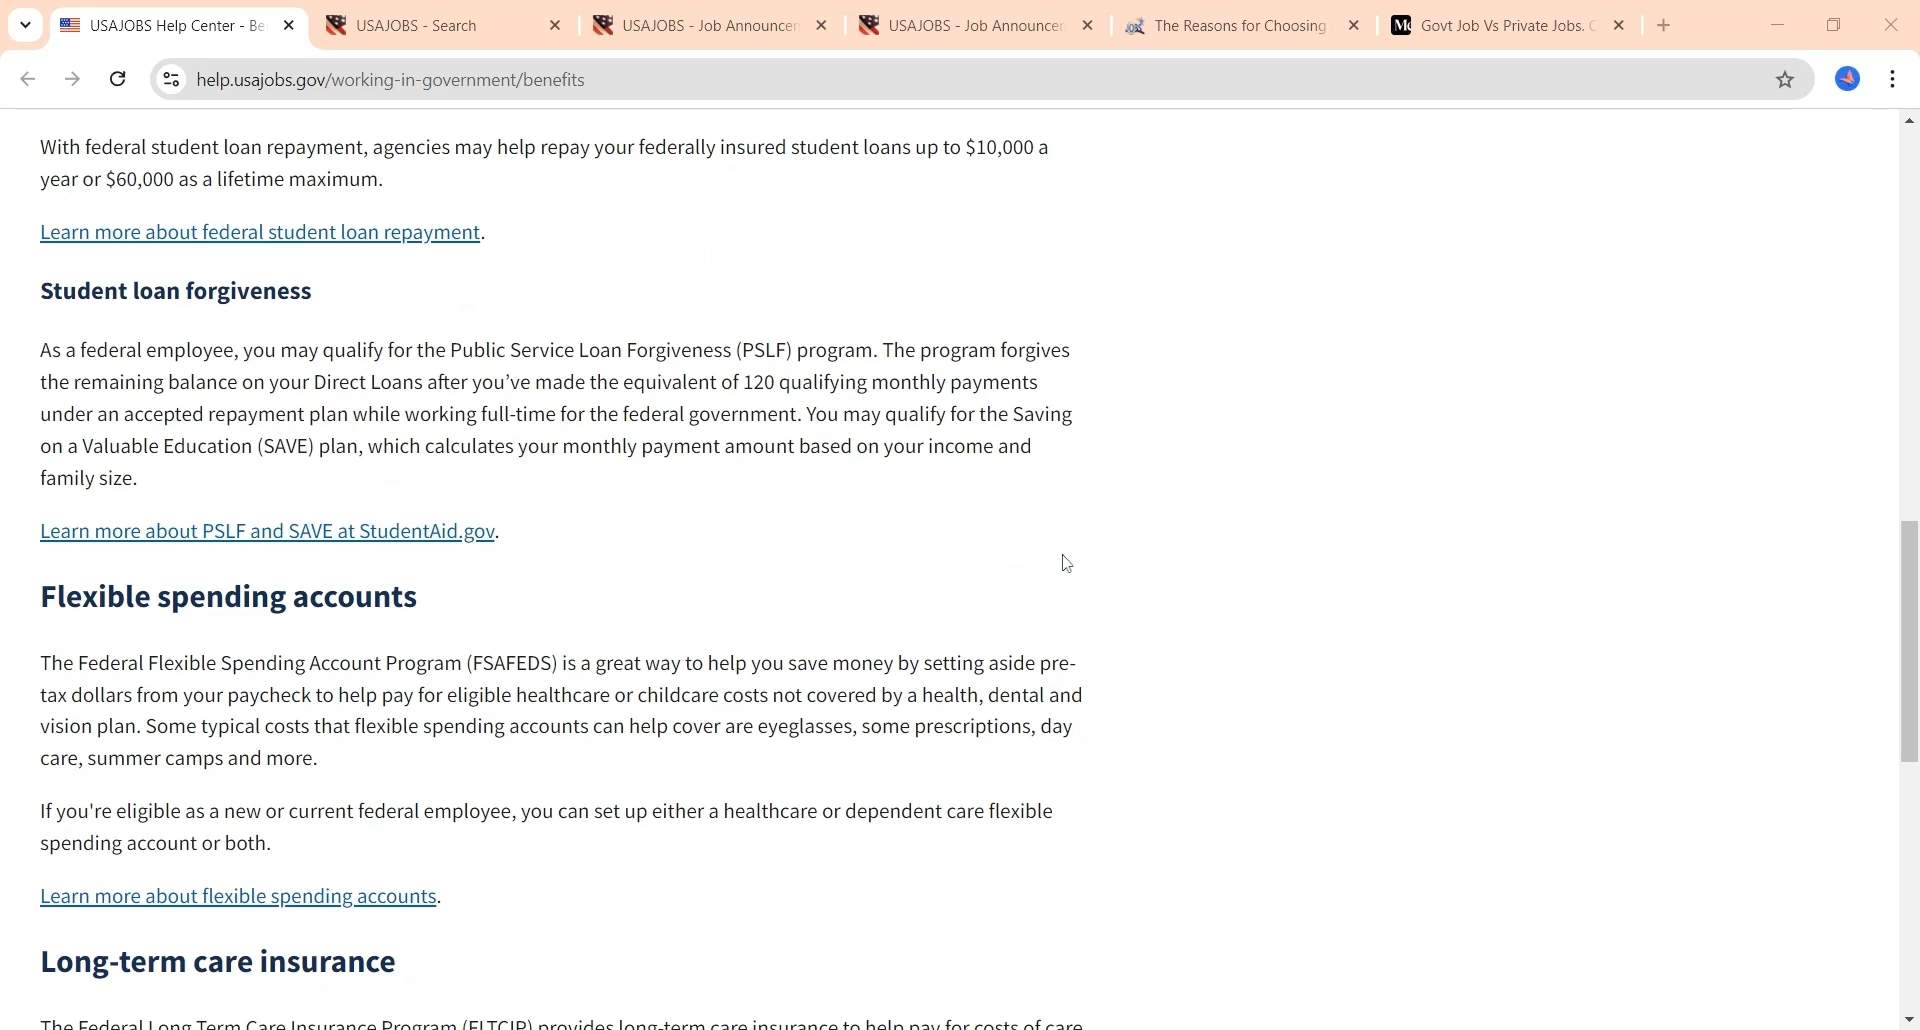 USAJOBS Help Center - Be
USAJOBS - Search
USAJOBS - Job Announcen
USAJOBS - Job Announcen
The Reasons for Choosing
Govt Job Vs Private Jobs. C
help.usajobs.gov/working-in-government/benefits
With federal student loan repayment, agencies may help repay your federally insured student loans up to $10,000 a
year or $60,000 as a lifetime maximum.
Learn more about federal student loan repayment.
Student loan forgiveness
As a federal employee, you may qualify for the Public Service Loan Forgiveness (PSLF) program. The program forgives
the remaining balance on your Direct Loans after you’ve made the equivalent of 120 qualifying monthly payments
under an accepted repayment plan while working full-time for the federal government. You may qualify for the Saving
on a Valuable Education (SAVE) plan, which calculates your monthly payment amount based on your income and
family size.
Learn more about PSLF and SAVE at StudentAid.gov.
Flexible spending accounts
The Federal Flexible Spending Account Program (FSAFEDS) is a great way to help you save money by setting aside pre-
tax dollars from your paycheck to help pay for eligible healthcare or childcare costs not covered by a health, dental and
vision plan. Some typical costs that flexible spending accounts can help cover are eyeglasses, some prescriptions, day
care, summer camps and more.
If you're eligible as a new or current federal employee, you can set up either a healthcare or dependent care flexible
spending account or both.
Learn more about flexible spending accounts.
Long-term care insurance
The Federal Long Term Care Insurance Program (FLTCIP) provides long-term care insurance to help pay for costs of care